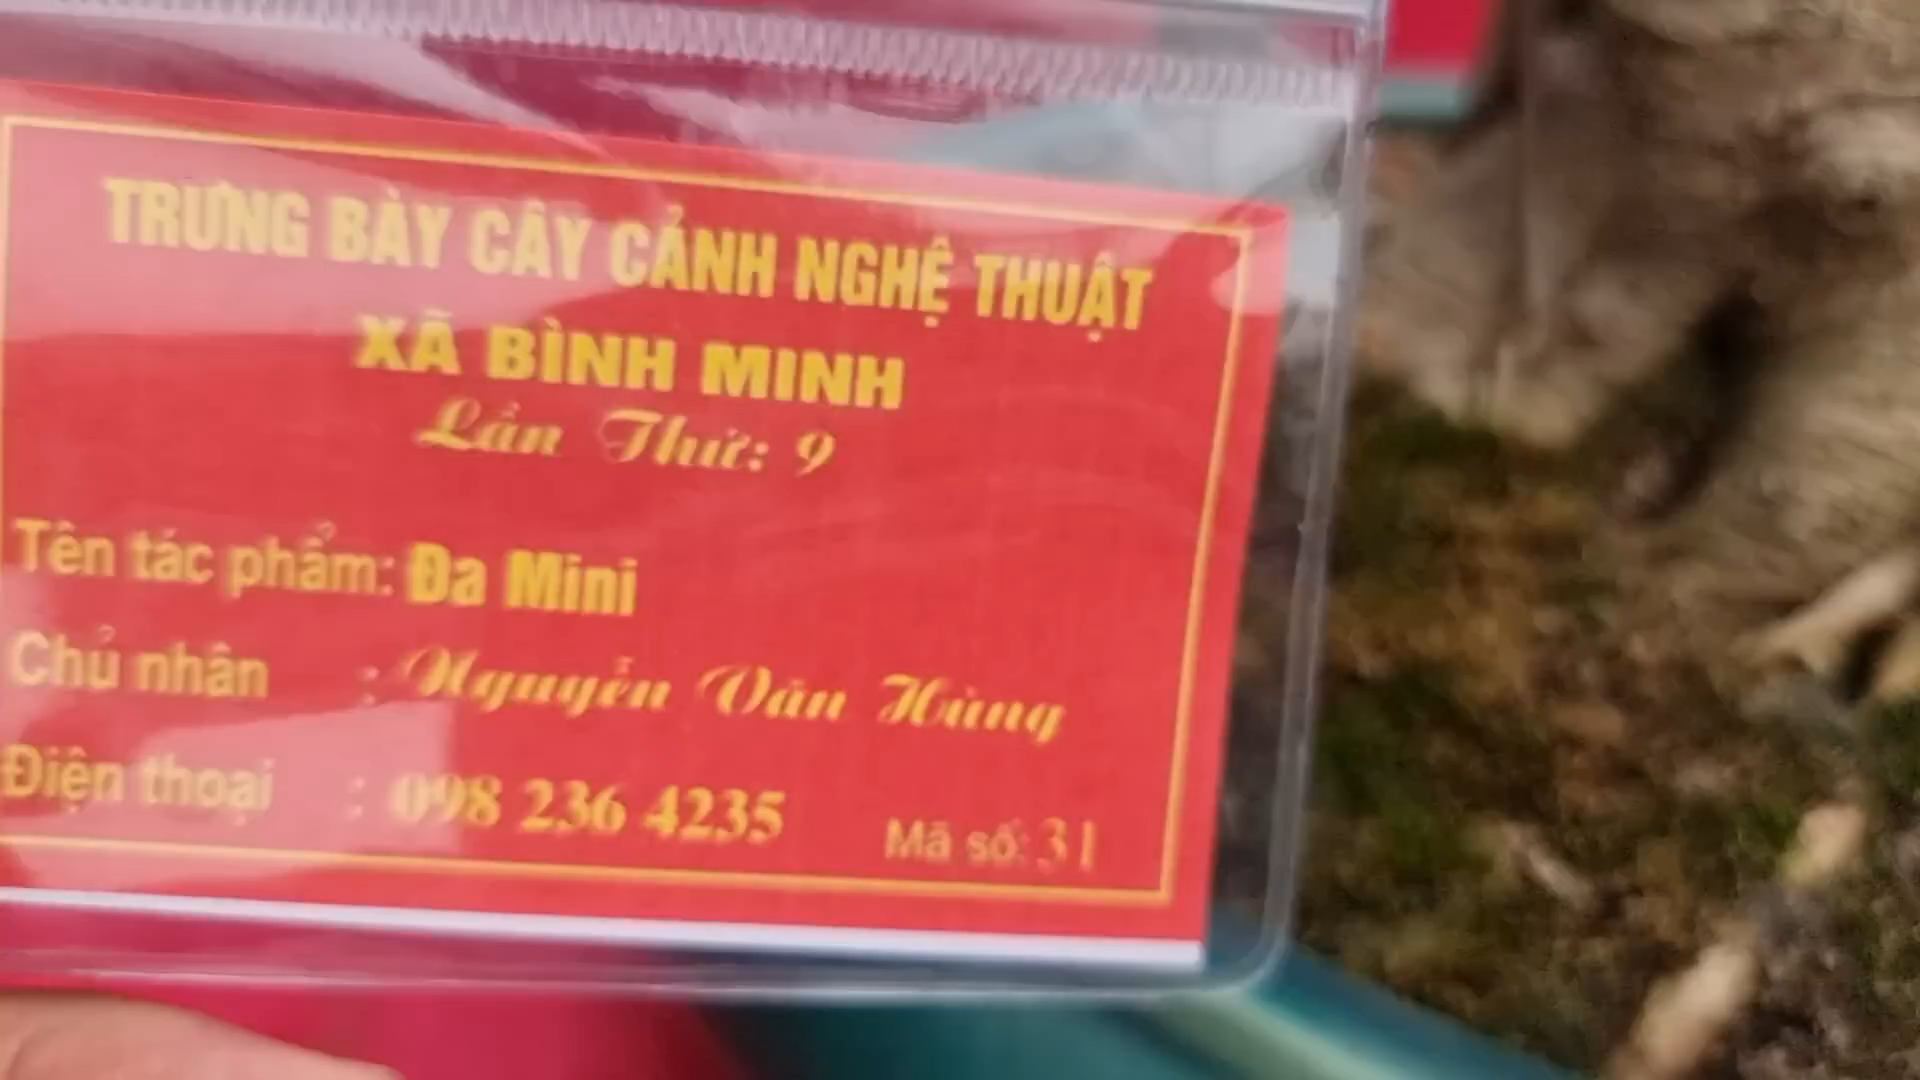 TRƯNG BÀY CÂY CẢNH NGHỆ THUẬT
XÃ BÌNH MINH
Lần Thứ: 9
Tên tác phẩm: Đa Mini
Chủ nhân : Nguyễn Văn Hùng
Điện thoại : 098 236 4235 Mã số: 31